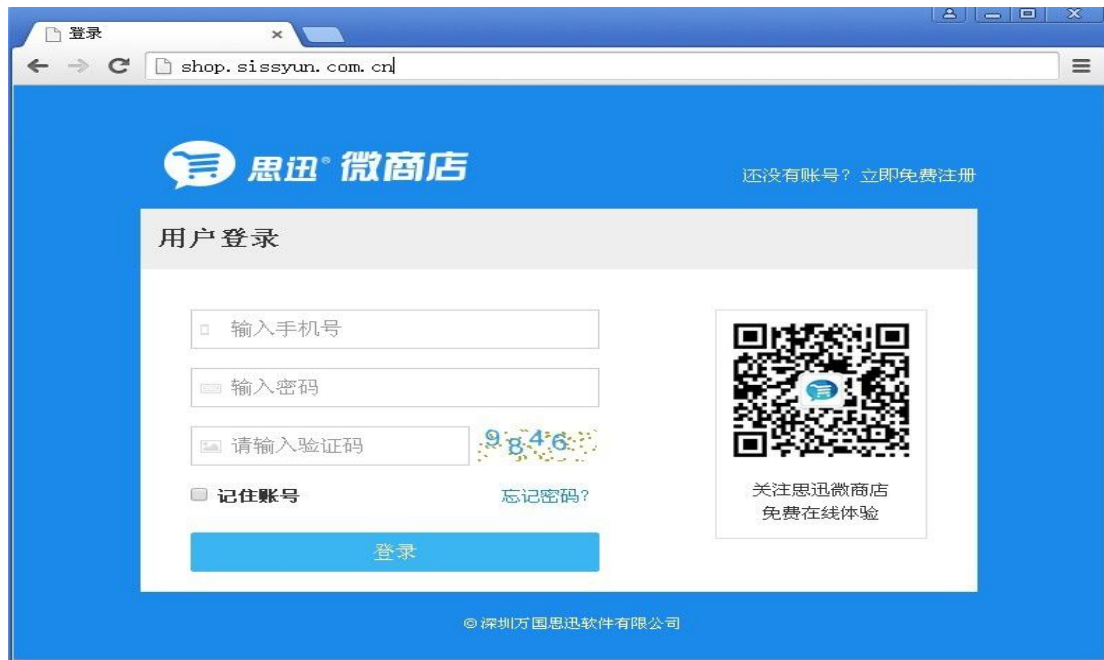 登录
shop.sissyun.com.cn
思迅® 微商店
还没有账号? 立即免费注册
用户登录
输入手机号
输入密码
请输入验证码
9846
记住账号
忘记密码?
登录
关注思迅微商店
免费在线体验
©深圳万国思迅软件有限公司